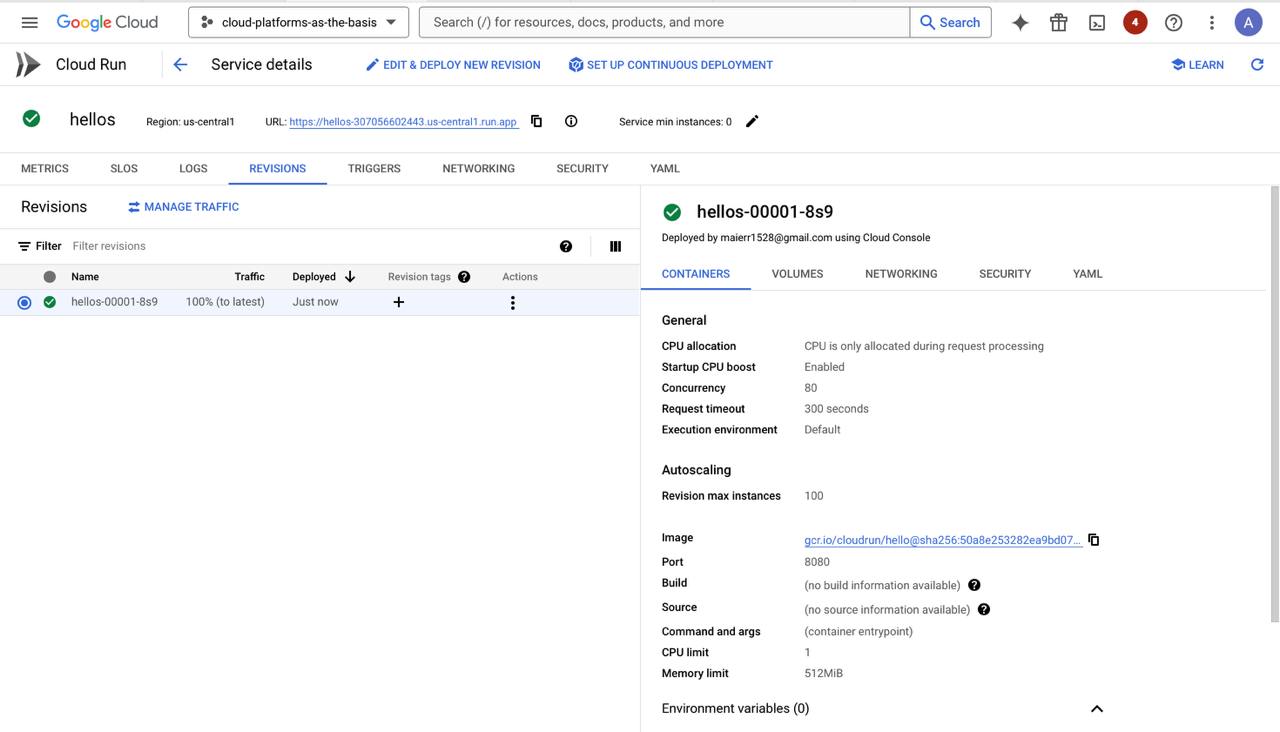 Google Cloud
cloud-platforms-as-the-basis
Search (/) for resources, docs, products, and more
Search
4
A
Cloud Run
Service details
EDIT & DEPLOY NEW REVISION
SET UP CONTINUOUS DEPLOYMENT
LEARN
hellos
Region: us-central1
URL: https://hellos-307056602443.us-central1.run.app
Service min instances: 0
METRICS SLOS LOGS REVISIONS TRIGGERS NETWORKING SECURITY YAML
Revisions
MANAGE TRAFFIC
Filter Filter revisions
Name Traffic Deployed Revision tags Actions
hellos-00001-8s9 100% (to latest) Just now
hellos-00001-8s9
Deployed by maierr1528@gmail.com using Cloud Console
CONTAINERS VOLUMES NETWORKING SECURITY YAML
General
CPU allocation CPU is only allocated during request processing
Startup CPU boost Enabled
Concurrency 80
Request timeout 300 seconds
Execution environment Default
Autoscaling
Revision max instances 100
Image gcr.io/cloudrun/hello@sha256:50a8e253282ea9bd07...
Port 8080
Build (no build information available)
Source (no source information available)
Command and args (container entrypoint)
CPU limit 1
Memory limit 512MiB
Environment variables (0)